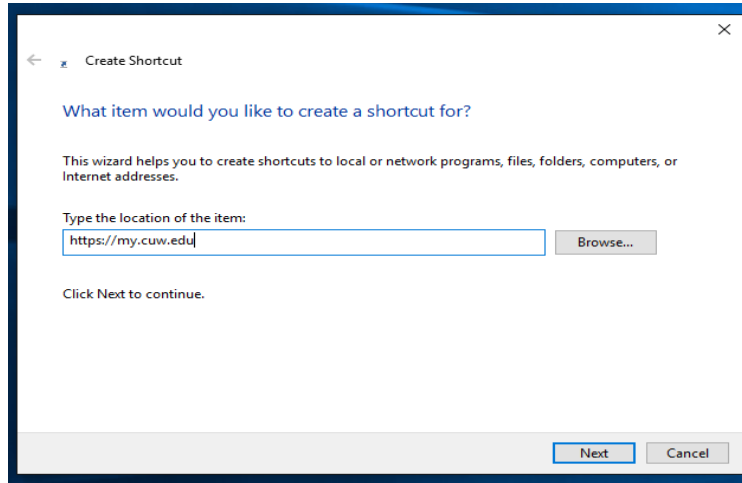 Create Shortcut
What item would you like to create a shortcut for?
This wizard helps you to create shortcuts to local or network programs, files, folders, computers, or
Internet addresses.
Type the location of the item:
https://my.cuw.edu
Browse...
Click Next to continue.
Next
Cancel